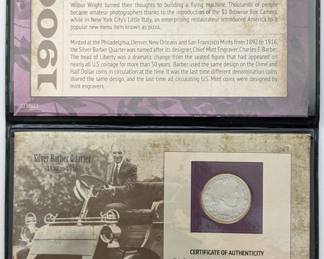 Wilbur Wright turned their thoughts to building a flying machine. Thousands of people
became amateur photographers thanks to the reproduction of $1 Brownie Box Camera,
while in New York City's Little Italy, an enterprising restaurateur introduced America to a
popular new menu item known as pizza.
Minted at the Philadelphia, Denver, New Orleans and San Francisco Mints from 1892 to 1916,
the Silver Barber Quarter was named after its designer, Chief Mint Engraver Charles E. Barber.
The head of Liberty was a dramatic change from the seated figure that had appeared on
nearly all U.S. coinage for more than 50 years. Barber used the same design on the Dime and
Half Dollar coins in circulation at the time. It was the last time different denomination coins
shared the same design, and the last time all circulating U.S. Mint coins were designed by
mint engravers.
1900
Silver Barber Quarter
CERTIFICATE OF AUTHENTICITY